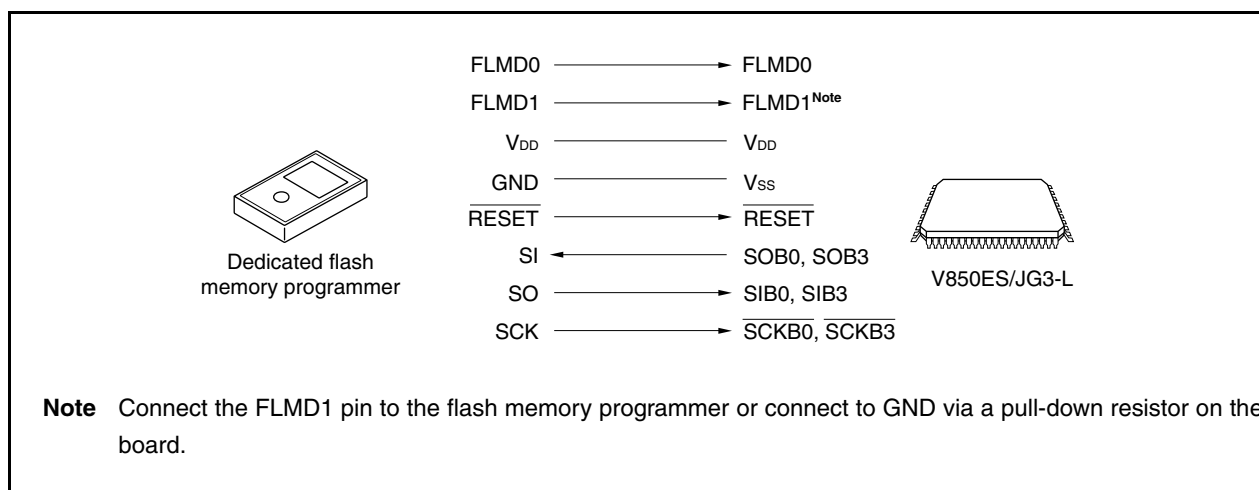 FLMD0 FLMD0
FLMD1 FLMD1Note
VDD VDD
GND VSS
RESET RESET
SI SOB0, SOB3
SO SIB0, SIB3
SCK SCKB0, SCKB3
Dedicated flash
memory programmer
V850ES/JG3-L
Note Connect the FLMD1 pin to the flash memory programmer or connect to GND via a pull-down resistor on the
board.